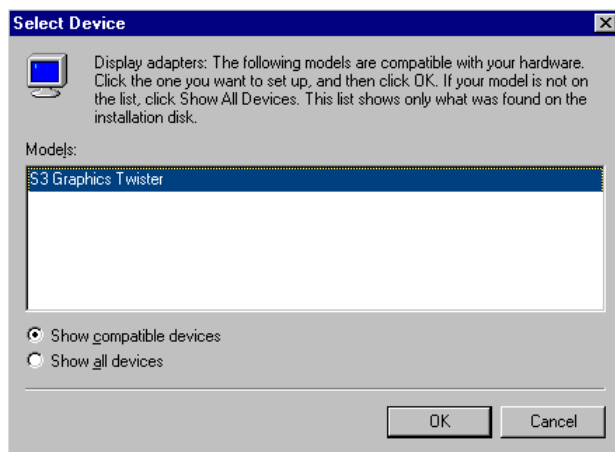 Select Device
Display adapters: The following models are compatible with your hardware.
Click the one you want to set up, and then click OK. If your model is not on
the list, click Show All Devices. This list shows only what was found on the
installation disk.
Models:
S3 Graphics Twister
Show compatible devices
Show all devices
OK
Cancel